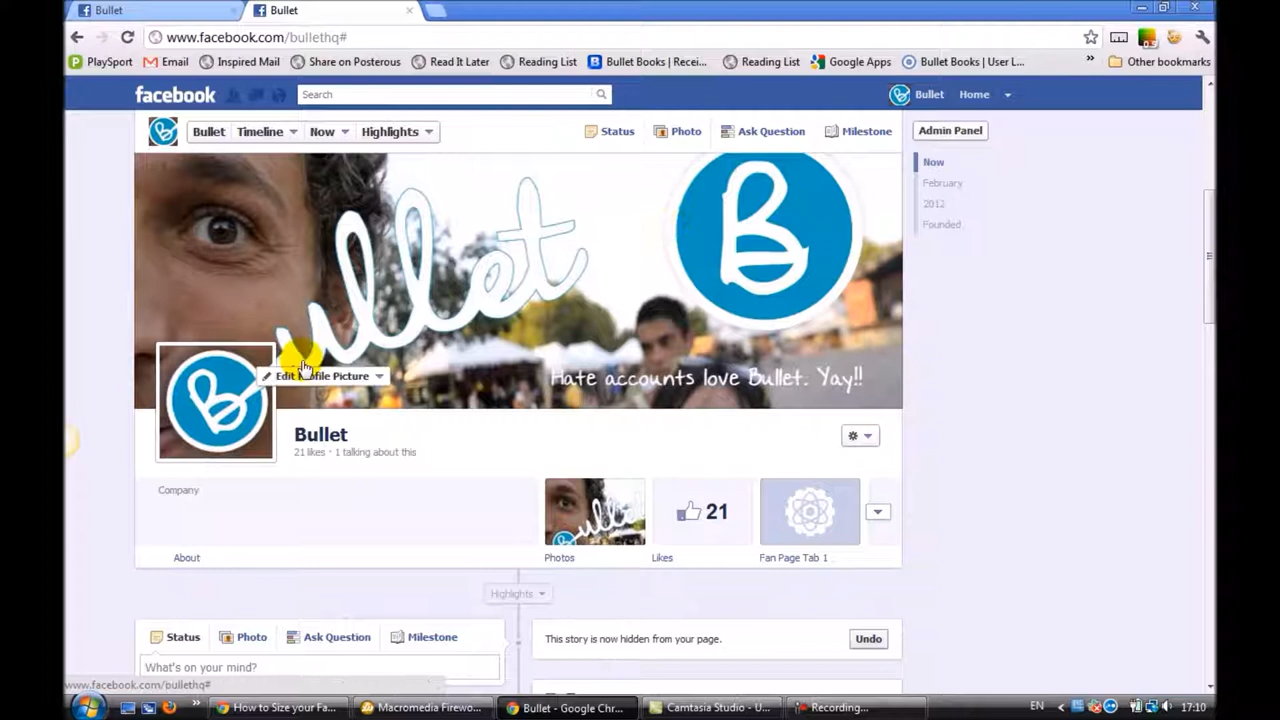 Bullet
Bullet
www.facebook.com/bullethq#
PlaySport Email Inspired Mail Share on Posterous Read It Later Reading List Bullet Books | Recei... Reading List Google Apps Bullet Books | User L... » Other bookmarks
facebook
Search
Bullet Home
Bullet Timeline Now Highlights
Status Photo Ask Question Milestone
Admin Panel
Now
February
2012
Founded
ullet
B
Hate accounts love Bullet. Yay!!
Edit Profile Picture
B
Bullet
21 likes · 1 talking about this
Company
About
Photos
21
Likes
Fan Page Tab 1
Highlights
Status Photo Ask Question Milestone
What's on your mind?
This story is now hidden from your page.
Undo
www.facebook.com/bullethq#
How to Size your Fa... Macromedia Firewo... Bullet - Google Chr... Camtasia Studio - U... Recording...
EN 17:10